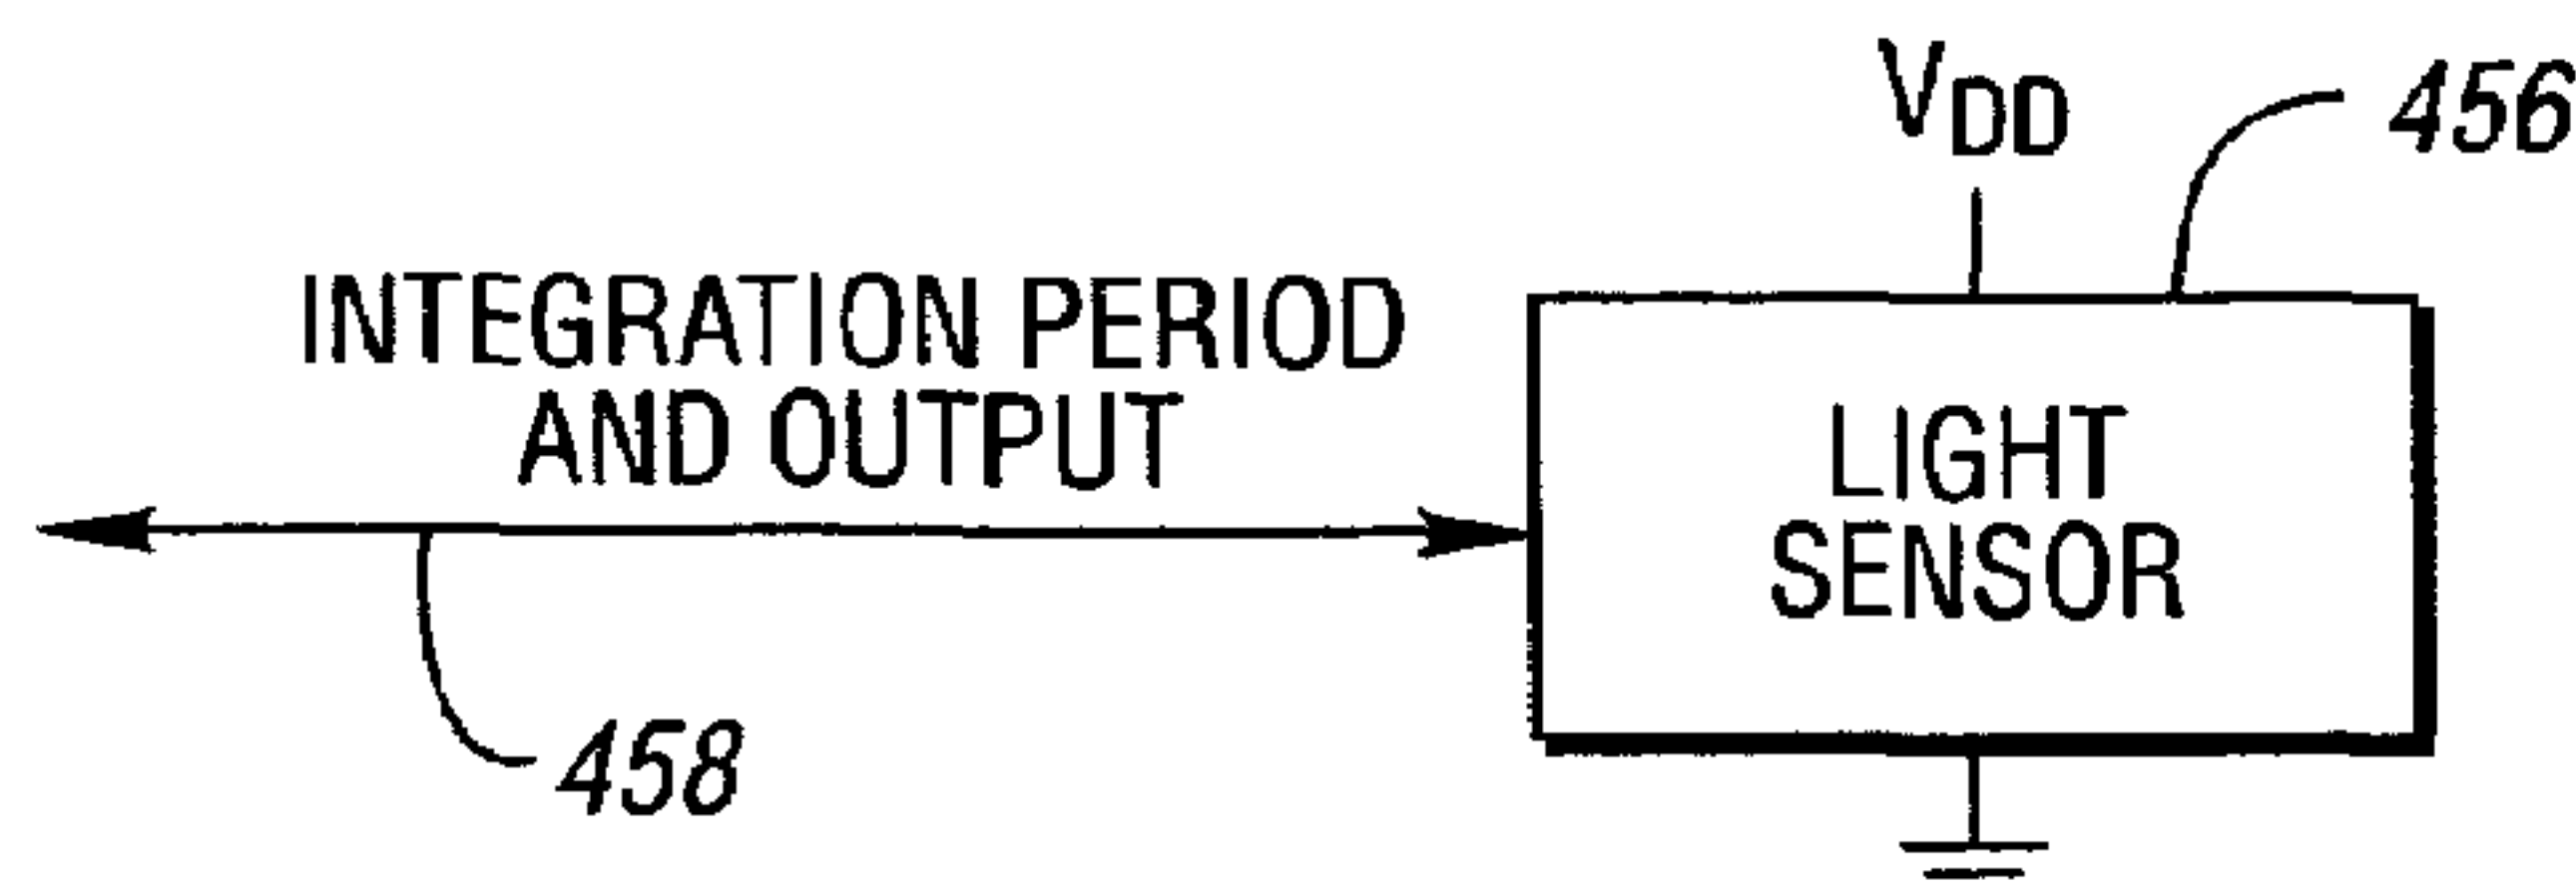 VDD
456
INTEGRATION PERIOD
AND OUTPUT
LIGHT
SENSOR
458